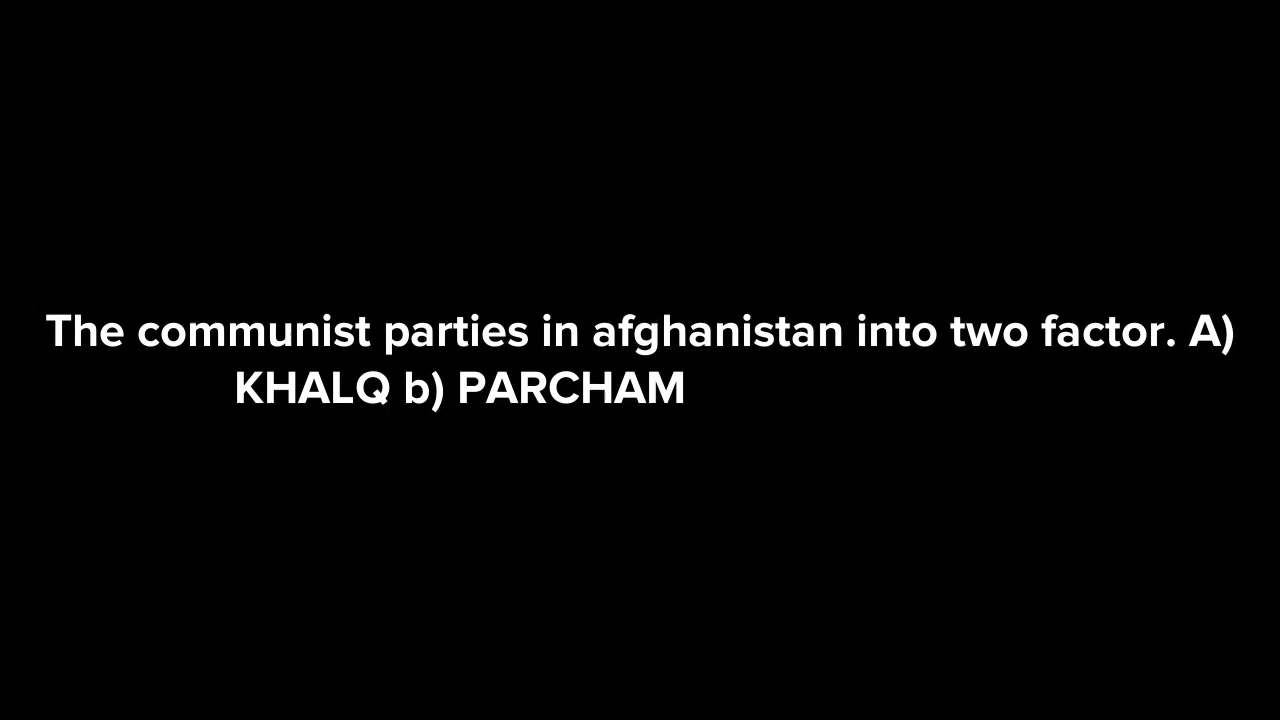 The communist parties in afghanistan into two factor. A)
KHALQ b) PARCHAM